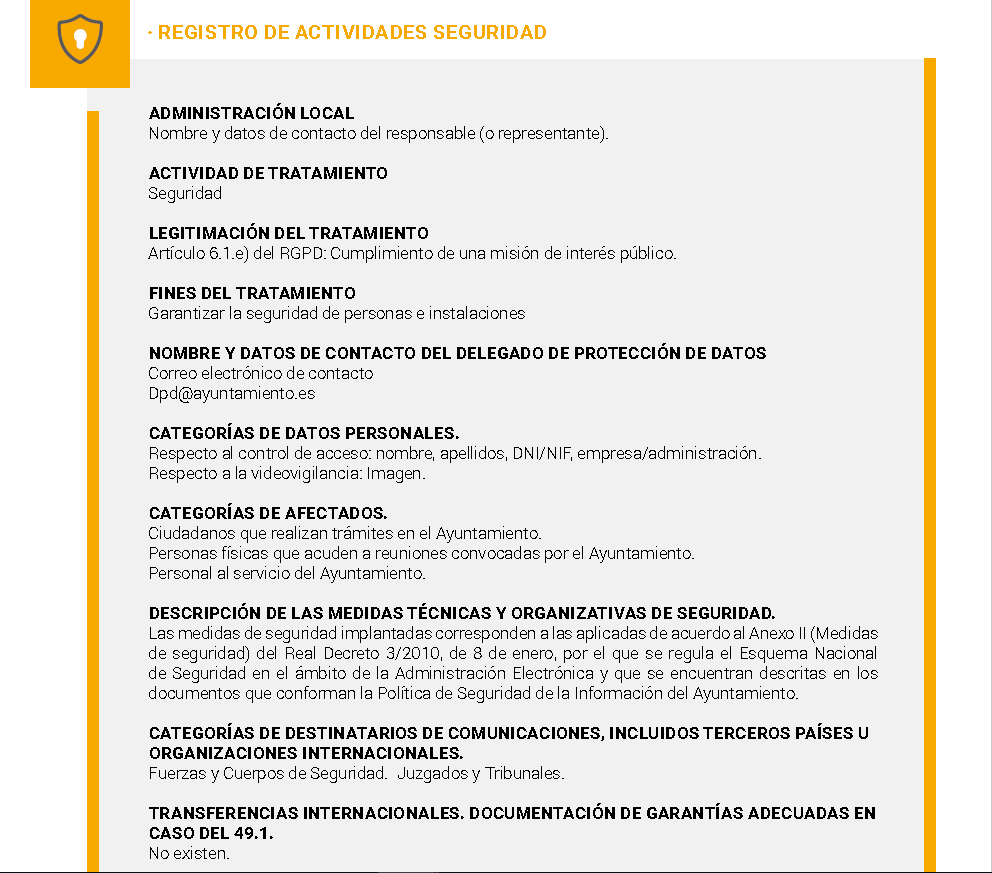 · REGISTRO DE ACTIVIDADES SEGURIDAD
ADMINISTRACIÓN LOCAL
Nombre y datos de contacto del responsable (o representante).
ACTIVIDAD DE TRATAMIENTO
Seguridad
LEGITIMACIÓN DEL TRATAMIENTO
Artículo 6.1.e) del RGPD: Cumplimiento de una misión de interés público.
FINES DEL TRATAMIENTO
Garantizar la seguridad de personas e instalaciones
NOMBRE Y DATOS DE CONTACTO DEL DELEGADO DE PROTECCIÓN DE DATOS
Correo electrónico de contacto
Dpd@ayuntamiento.es
CATEGORÍAS DE DATOS PERSONALES.
Respecto al control de acceso: nombre, apellidos, DNI/NIF, empresa/administración.
Respecto a la videovigilancia: Imagen.
CATEGORÍAS DE AFECTADOS.
Ciudadanos que realizan trámites en el Ayuntamiento.
Personas físicas que acuden a reuniones convocadas por el Ayuntamiento.
Personal al servicio del Ayuntamiento.
DESCRIPCIÓN DE LAS MEDIDAS TÉCNICAS Y ORGANIZATIVAS DE SEGURIDAD.
Las medidas de seguridad implantadas corresponden a las aplicadas de acuerdo al Anexo II (Medidas
de seguridad) del Real Decreto 3/2010, de 8 de enero, por el que se regula el Esquema Nacional
de Seguridad en el ámbito de la Administración Electrónica y que se encuentran descritas en los
documentos que conforman la Política de Seguridad de la Información del Ayuntamiento.
CATEGORÍAS DE DESTINATARIOS DE COMUNICACIONES, INCLUIDOS TERCEROS PAÍSES U
ORGANIZACIONES INTERNACIONALES.
Fuerzas y Cuerpos de Seguridad. Juzgados y Tribunales.
TRANSFERENCIAS INTERNACIONALES. DOCUMENTACIÓN DE GARANTÍAS ADECUADAS EN
CASO DEL 49.1.
No existen.